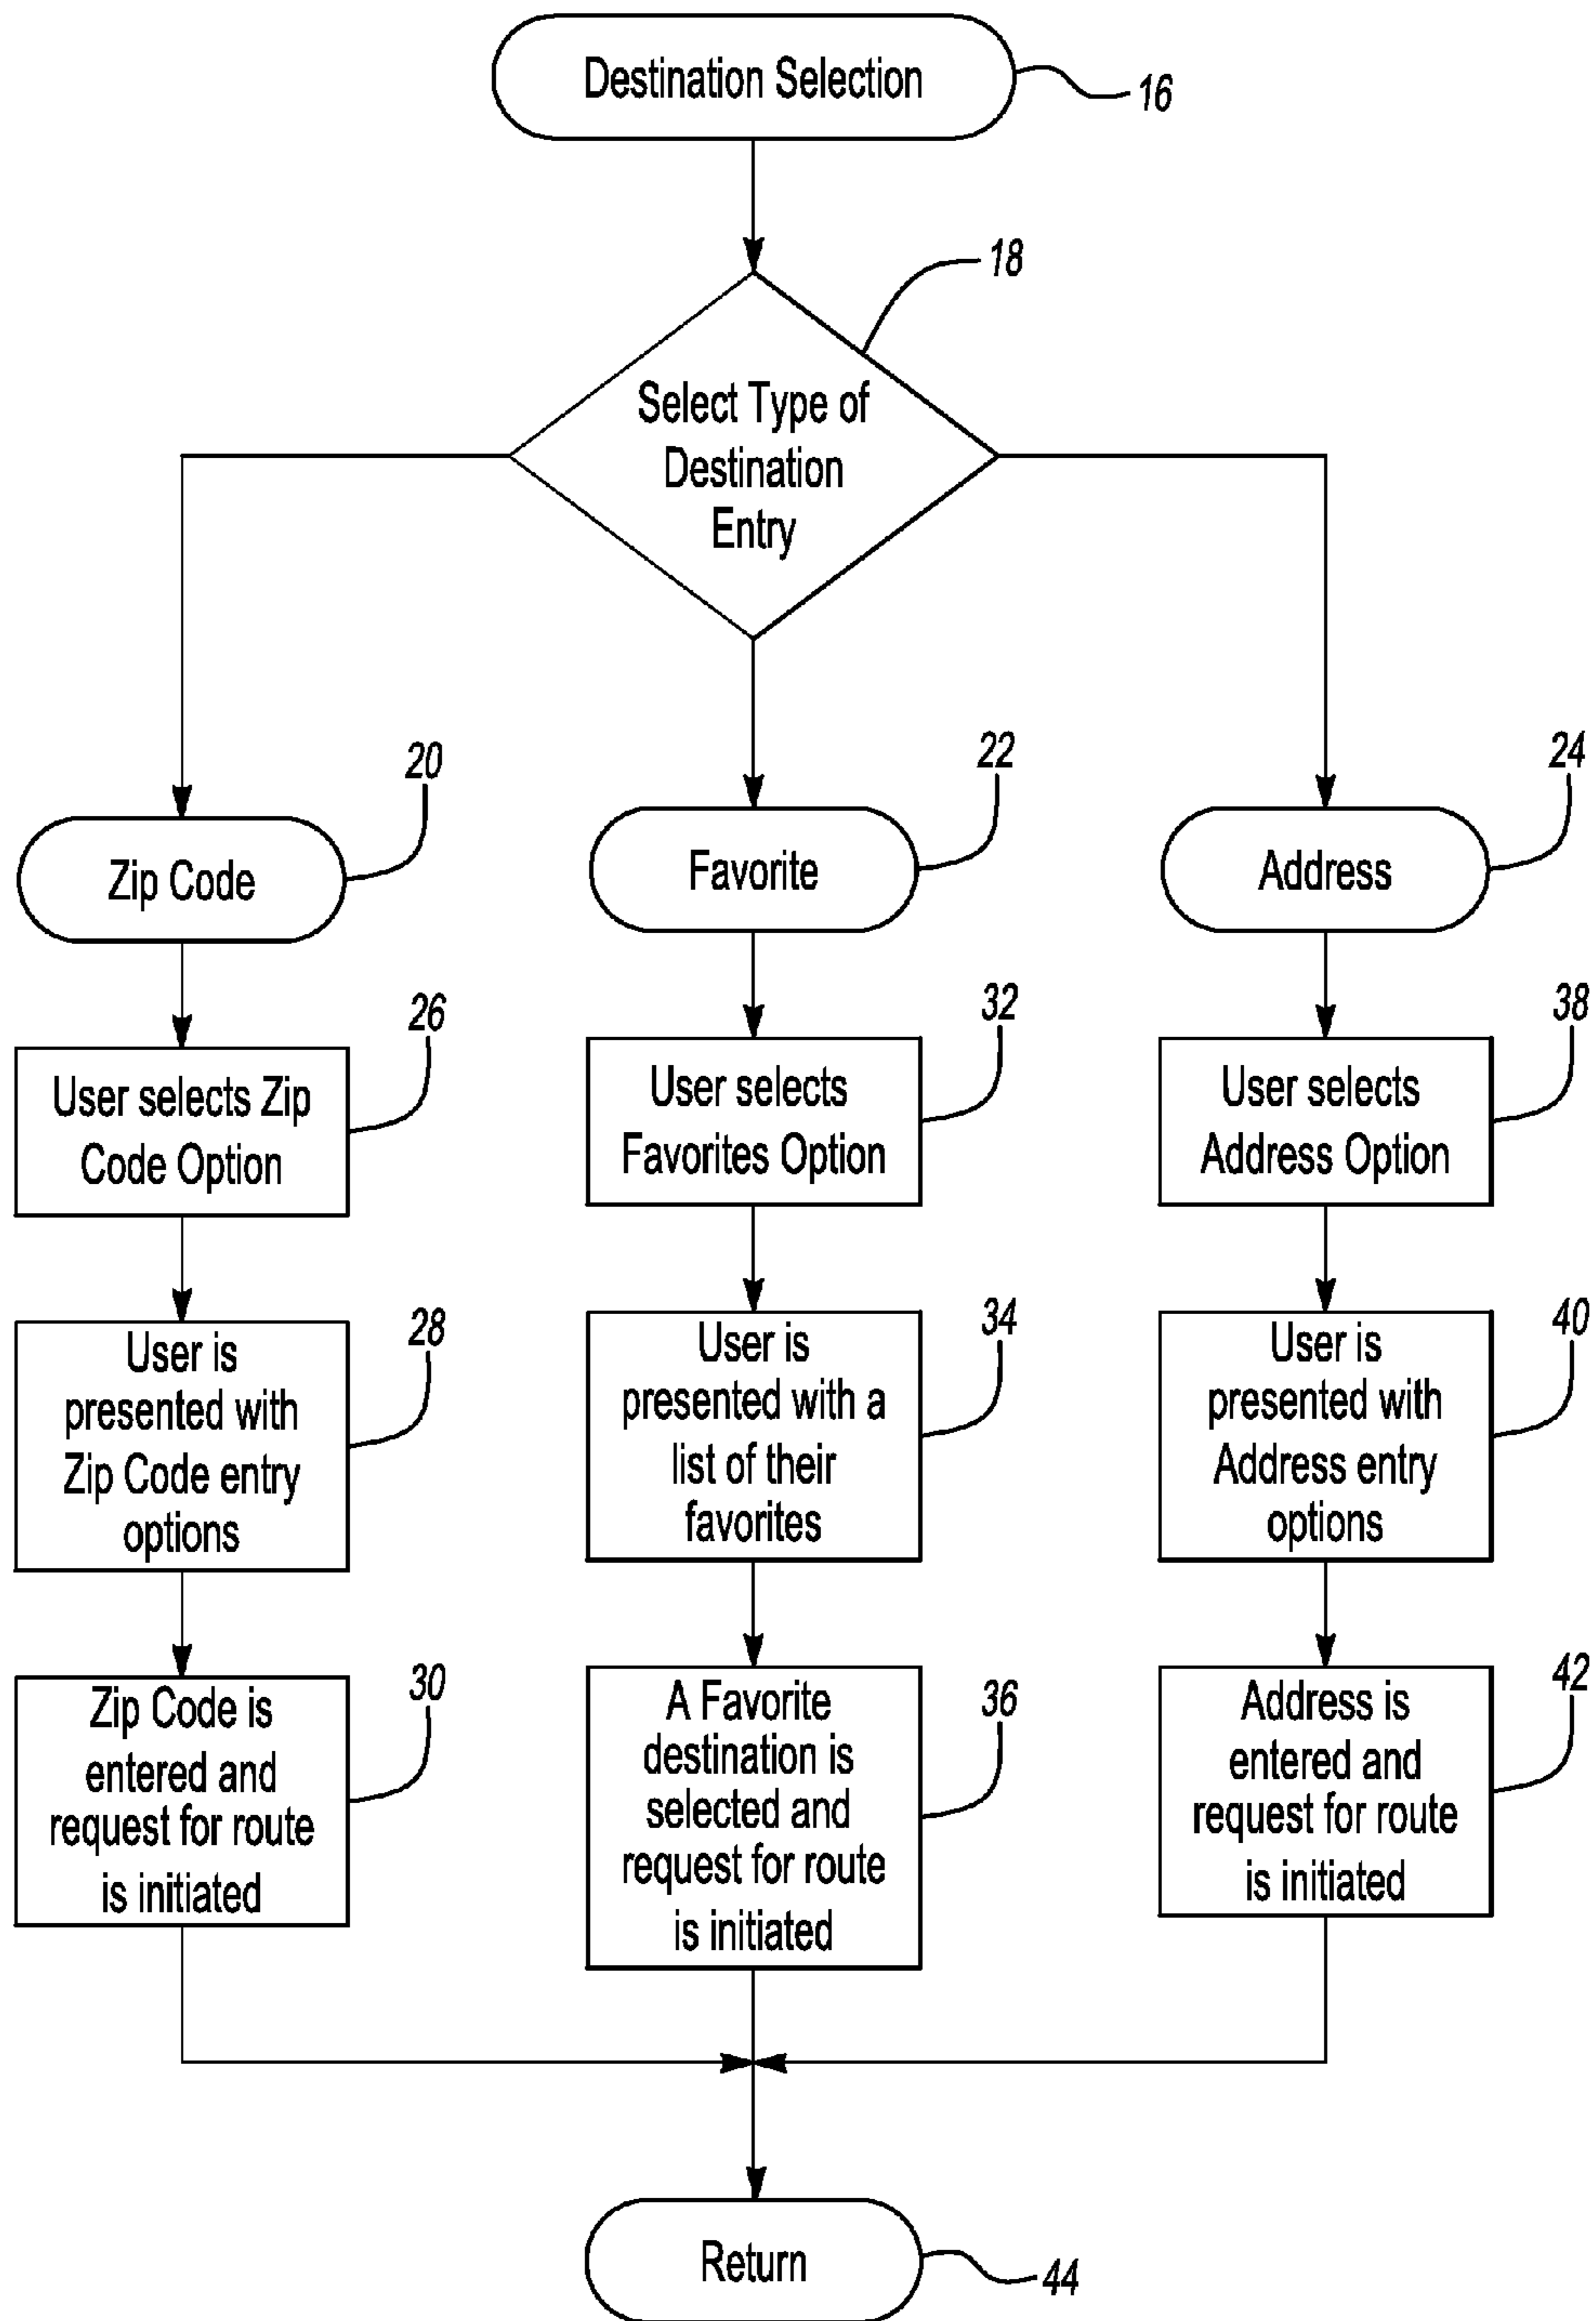 Destination Selection
16
18
Select Type of
Destination
Entry
20
Zip Code
22
Favorite
24
Address
26
User selects Zip
Code Option
32
User selects
Favorites Option
38
User selects
Address Option
28
User is
presented with
Zip Code entry
options
34
User is
presented with a
list of their
favorites
40
User is
presented with
Address entry
options
30
Zip Code is
entered and
request for route
is initiated
36
A Favorite
destination is
selected and
request for route
is initiated
42
Address is
entered and
request for route
is initiated
Return
44